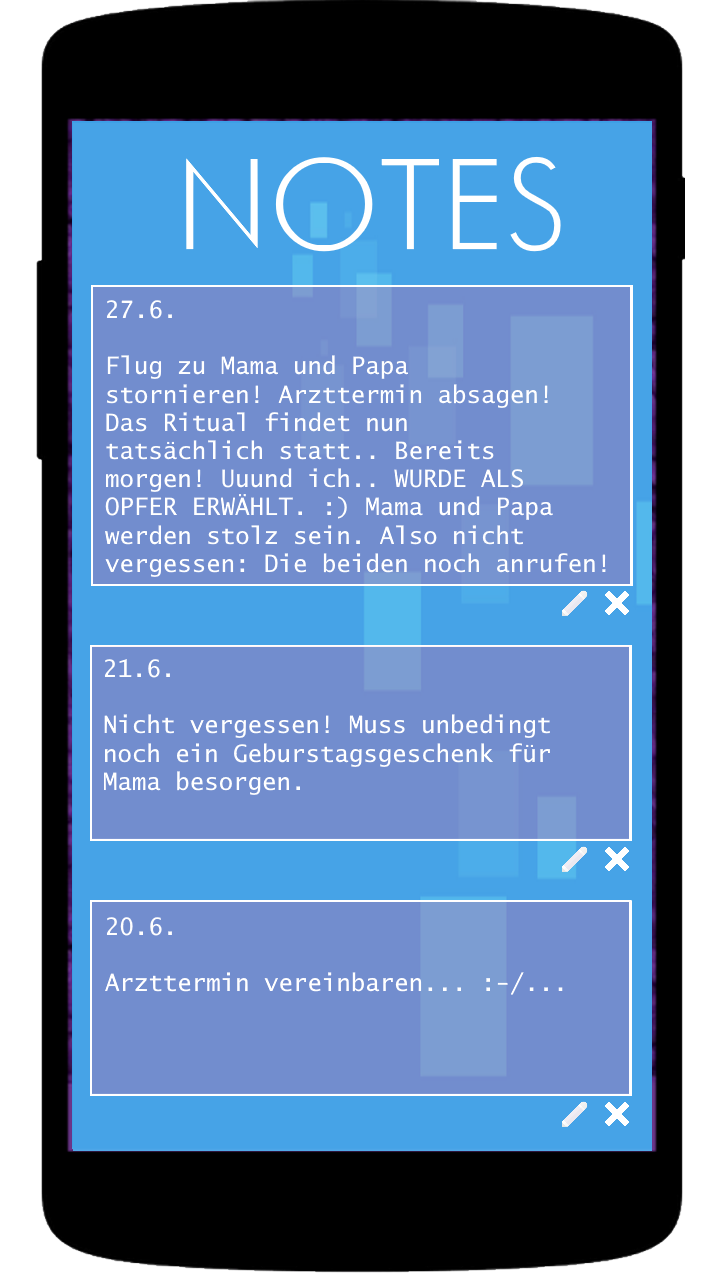 NOTES
27.6.
Flug zu Mama und Papa
stornieren! Arzttermin absagen!
Das Ritual findet nun
tatsächlich statt.. Bereits
morgen! Uuund ich.. WURDE ALS
OPFER ERWÄHLT. :) Mama und Papa
werden stolz sein. Also nicht
vergessen: Die beiden noch anrufen!
21.6.
Nicht vergessen! Muss unbedingt
noch ein Geburstagsgeschenk für
Mama besorgen.
20.6.
Arzttermin vereinbaren... :-/...